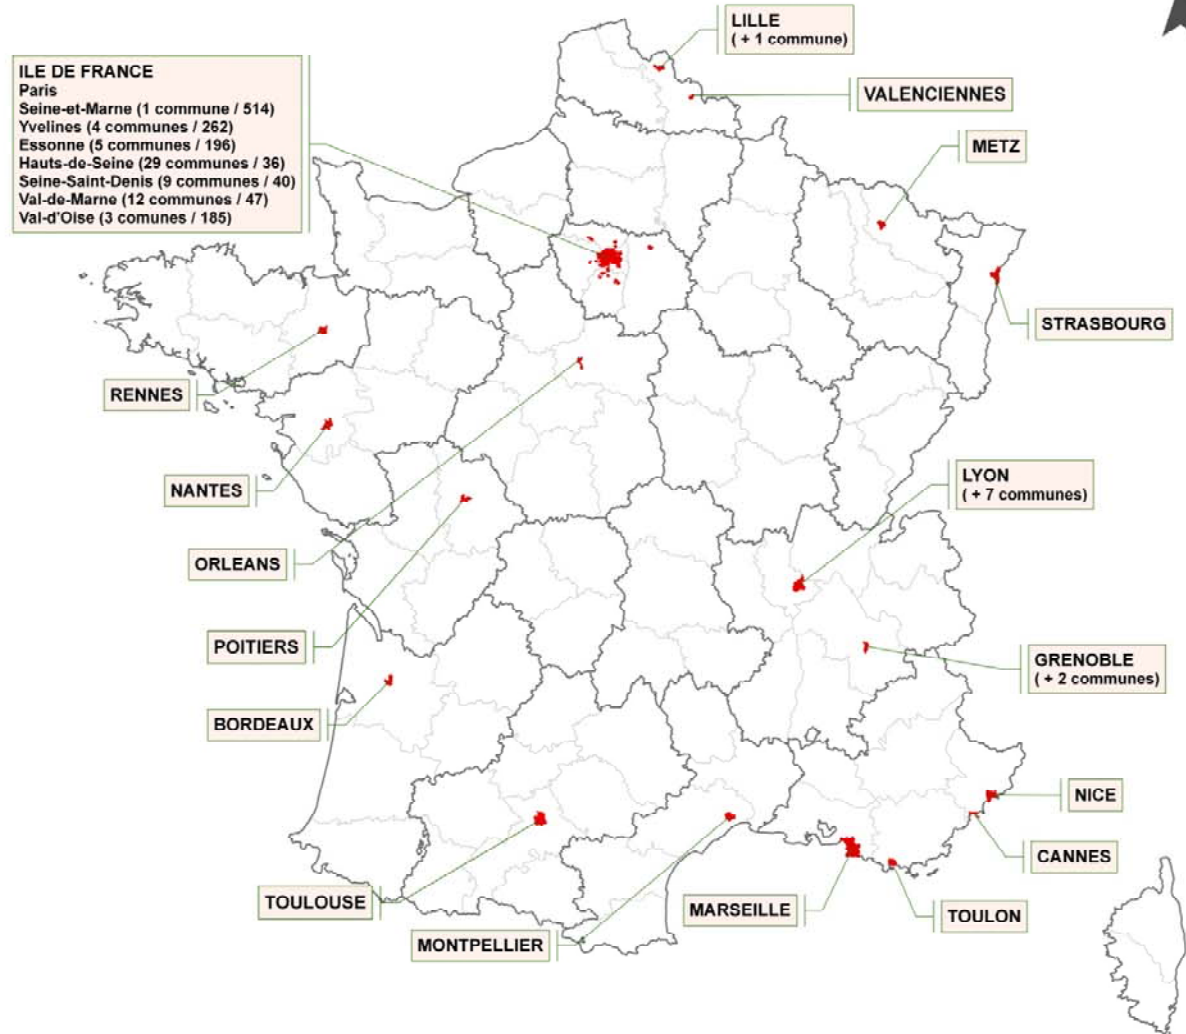 LILLE
( + 1 commune)
ILE DE FRANCE
Paris
Seine-et-Marne (1 commune / 514)
Yvelines (4 communes / 262)
Essonne (5 communes / 196)
Hauts-de-Seine (29 communes / 36)
Seine-Saint-Denis (9 communes / 40)
Val-de-Marne (12 communes / 47)
Val-d'Oise (3 comunes / 185)
VALENCIENNES
METZ
STRASBOURG
RENNES
NANTES
LYON
( + 7 communes)
ORLEANS
POITIERS
GRENOBLE
( + 2 communes)
BORDEAUX
NICE
CANNES
TOULOUSE
MARSEILLE
TOULON
MONTPELLIER